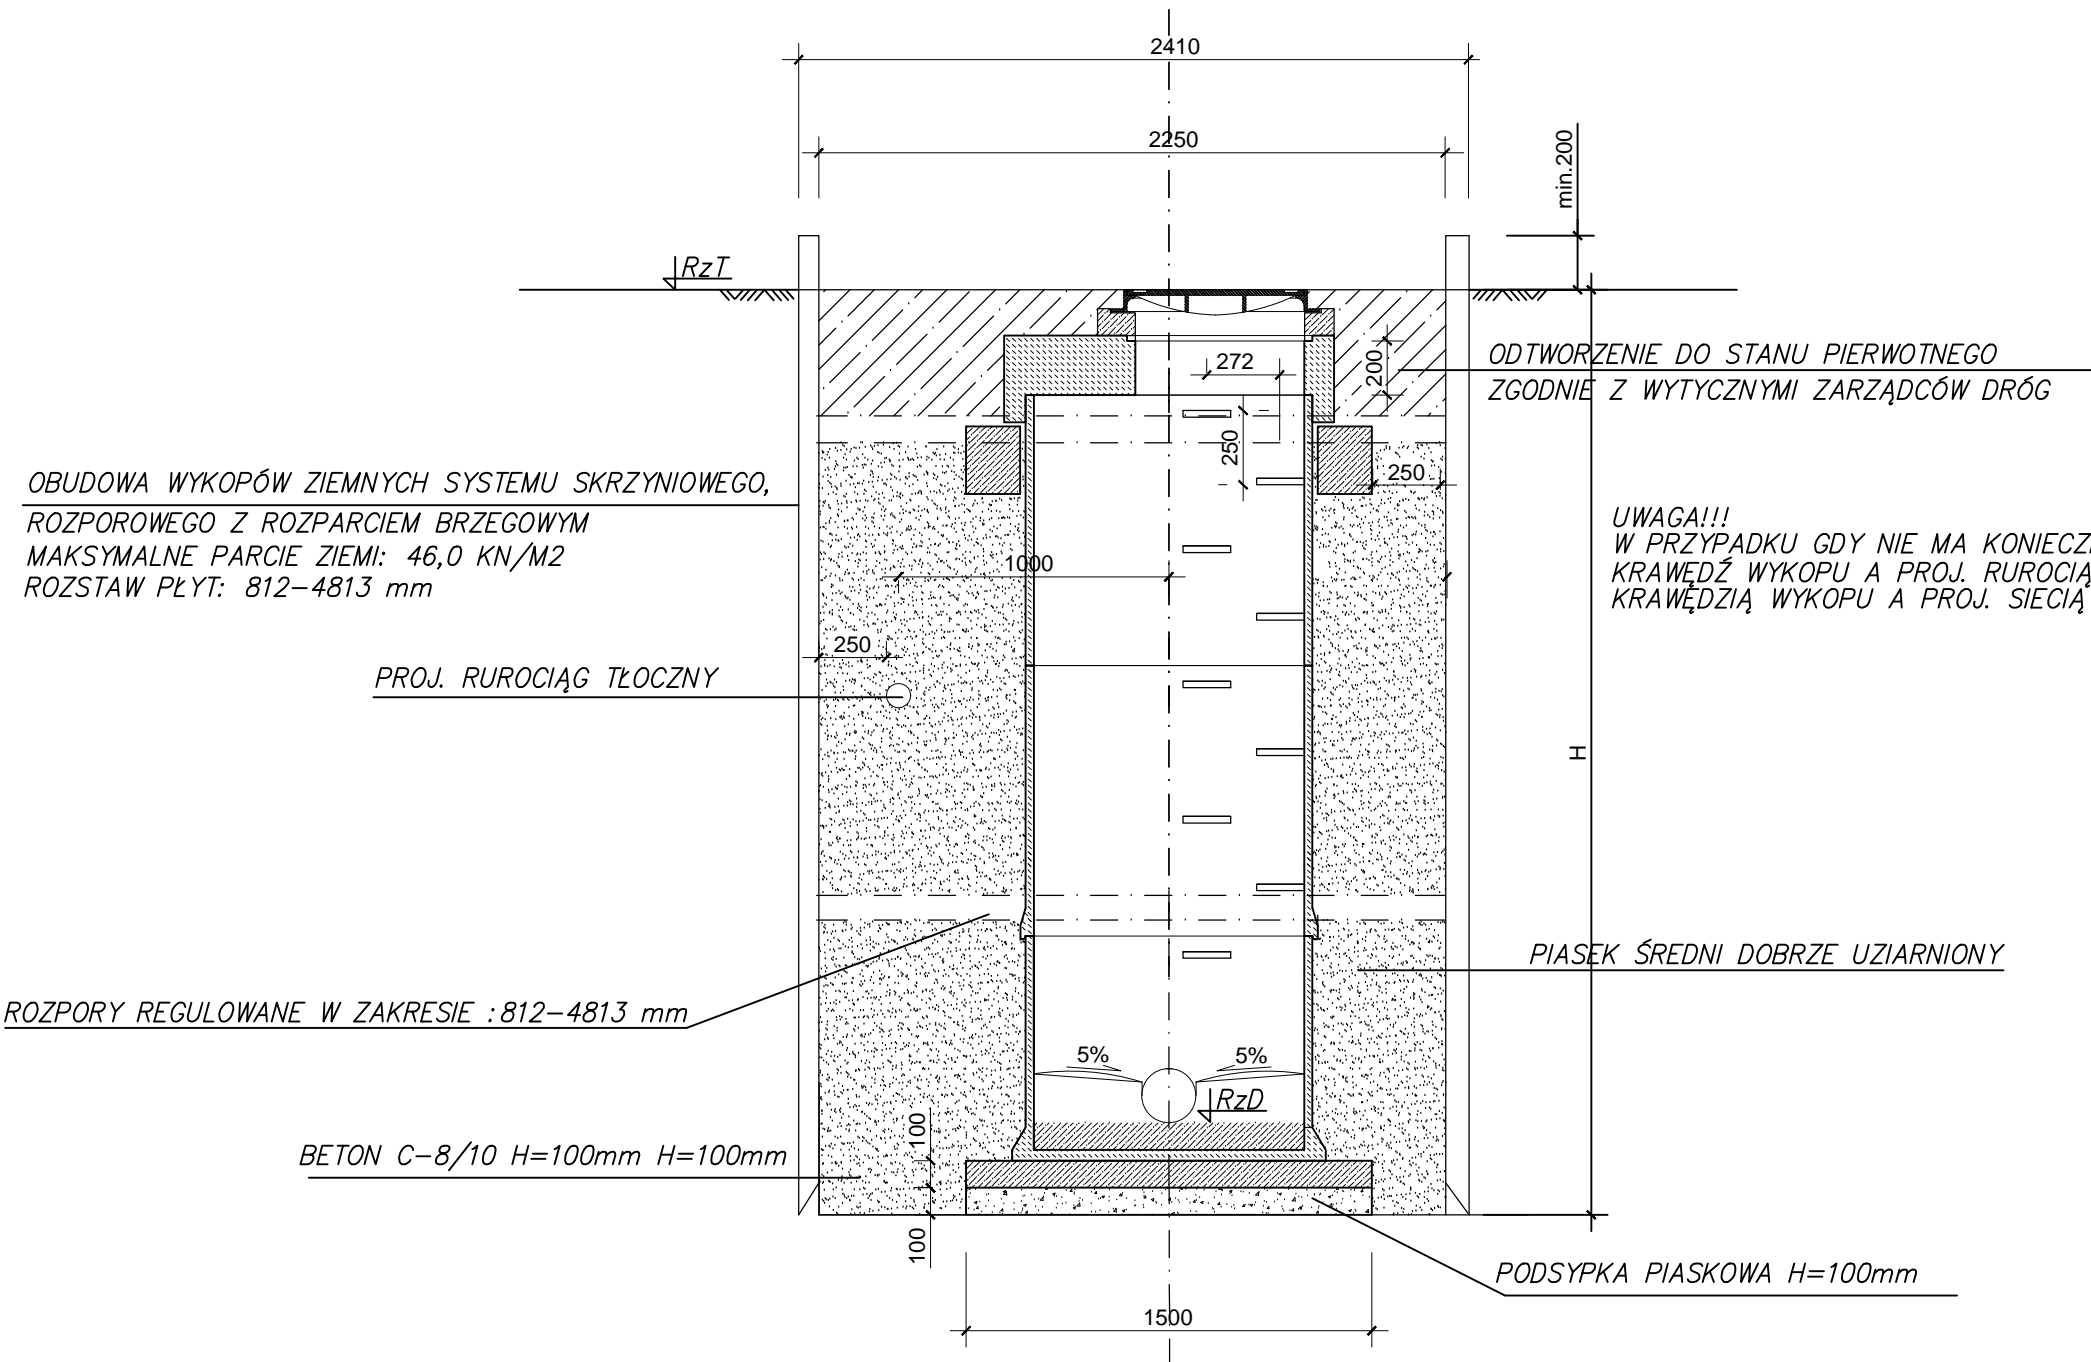 2410
2250
min.200
RzT
272
200
ODTWORZENIE DO STANU PIERWOTNEGO
ZGODNIE Z WYTYCZNYMI ZARZĄDCÓW DRÓG
250
250
OBUDOWA WYKOPÓW ZIEMNYCH SYSTEMU SKRZYNIOWEGO,
ROZPOROWEGO Z ROZPARCIEM BRZEGOWYM
MAKSYMALNE PARCIE ZIEMI: 46,0 KN/M2
ROZSTAW PŁYT: 812-4813 mm
UWAGA!!!
W PRZYPADKU GDY NIE MA
KRAWĘDŹ WYKOPU A PROJ.
KRAWĘDZIĄ WYKOPU A PROJ. SIECIĄ
1000
250
PROJ. RUROCIĄG TŁOCZNY
H
PIASEK ŚREDNI DOBRZE UZIARNIONY
ROZPORY REGULOWANE W ZAKRESIE :812-4813 mm
5%
5%
RzD
100
BETON C-8/10 H=100mm H=100mm
100
PODSYPKA PIASKOWA H=100mm
1500